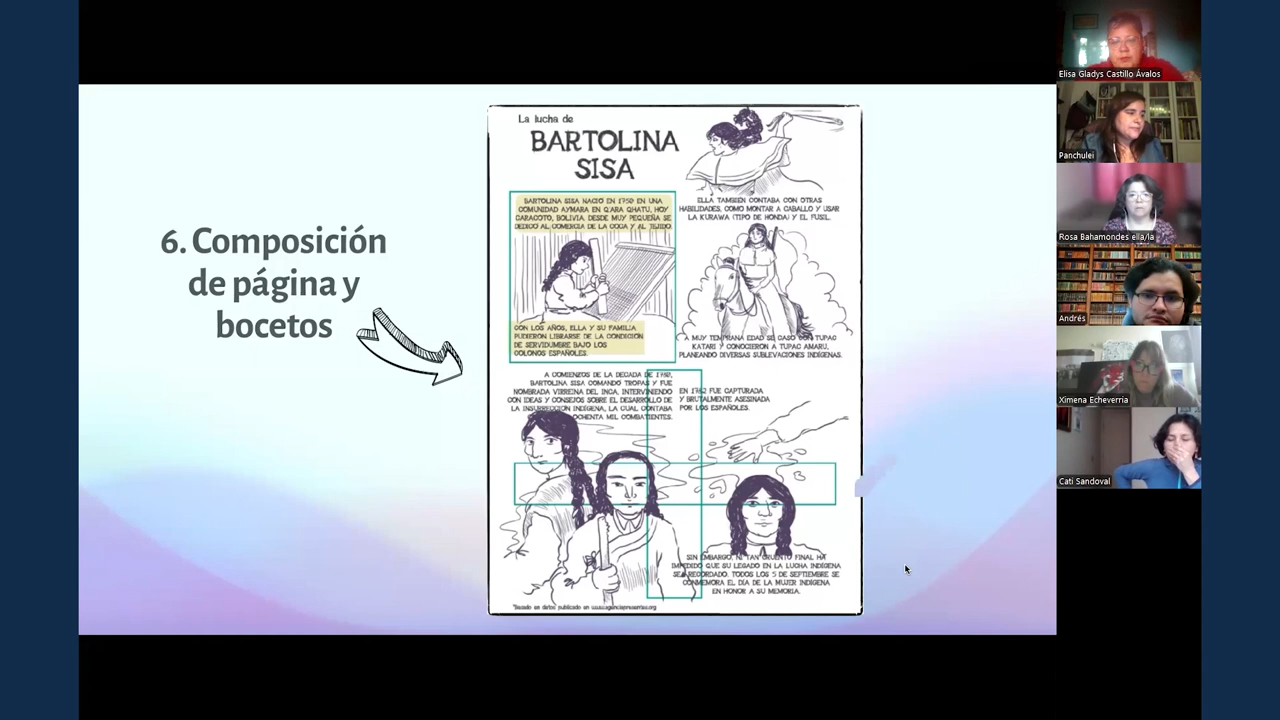 6. Composición
de página y
bocetos
La lucha de
BARTOLINA
SISA
BARTOLINA SISA NACIÓ EN 1750 EN UNA
COMUNIDAD AYMARA EN Q'ARA QHATU, HOY
CARACOTO, BOLIVIA. DESDE MUY PEQUEÑA SE
DEDICÓ AL COMERCIA DE LA COCA Y AL TEJIDO.
CON LOS AÑOS, ELLA Y SU FAMILIA
PUDIERON LIBRARSE DE LA CONDICIÓN
DE SERVIDUMBRE BAJO LOS
COLONOS ESPAÑOLES.
ELLA TAMBIÉN CONTABA CON OTRAS
HABILIDADES, COMO MONTAR A CABALLO Y USAR
LA KURAWA (TIPO DE HONDA) Y EL FUSIL.
A MUY TEMPRANA EDAD SE CASÓ CON TUPAC
KATARI Y CONOCIERON A TUPAC AMARU,
PLANEANDO DIVERSAS SUBLEVACIONES INDÍGENAS.
A COMIENZOS DE LA DECADA DE 1780,
BARTOLINA SISA COMANDÓ TROPAS Y FUE
NOMBRADA VIRREINA DEL INCA, INTERVINIENDO
CON IDEAS Y CONSEJOS SOBRE EL DESARROLLO DE
LA INSURRECCIÓN INDÍGENA, LA CUAL CONTABA
OCHENTA MIL COMBATIENTES.
EN 1782 FUE CAPTURADA
Y BRUTALMENTE ASESINADA
POR LOS ESPAÑOLES.
SIN EMBARGO, NI TAN CRUENTO FINAL HA
IMPEDIDO QUE SU LEGADO EN LA LUCHA INDÍGENA
SEA RECORDADO. TODOS LOS 5 DE SEPTIEMBRE SE
CONMEMORA EL DÍA DE LA MUJER INDÍGENA
EN HONOR A SU MEMORIA.
*Basado en datos publicado en
Elisa Gladys Castillo Ávalos
Panchulei
Rosa Bahamondes ella/la
Andrés
Ximena Echeverria
Cati Sandoval